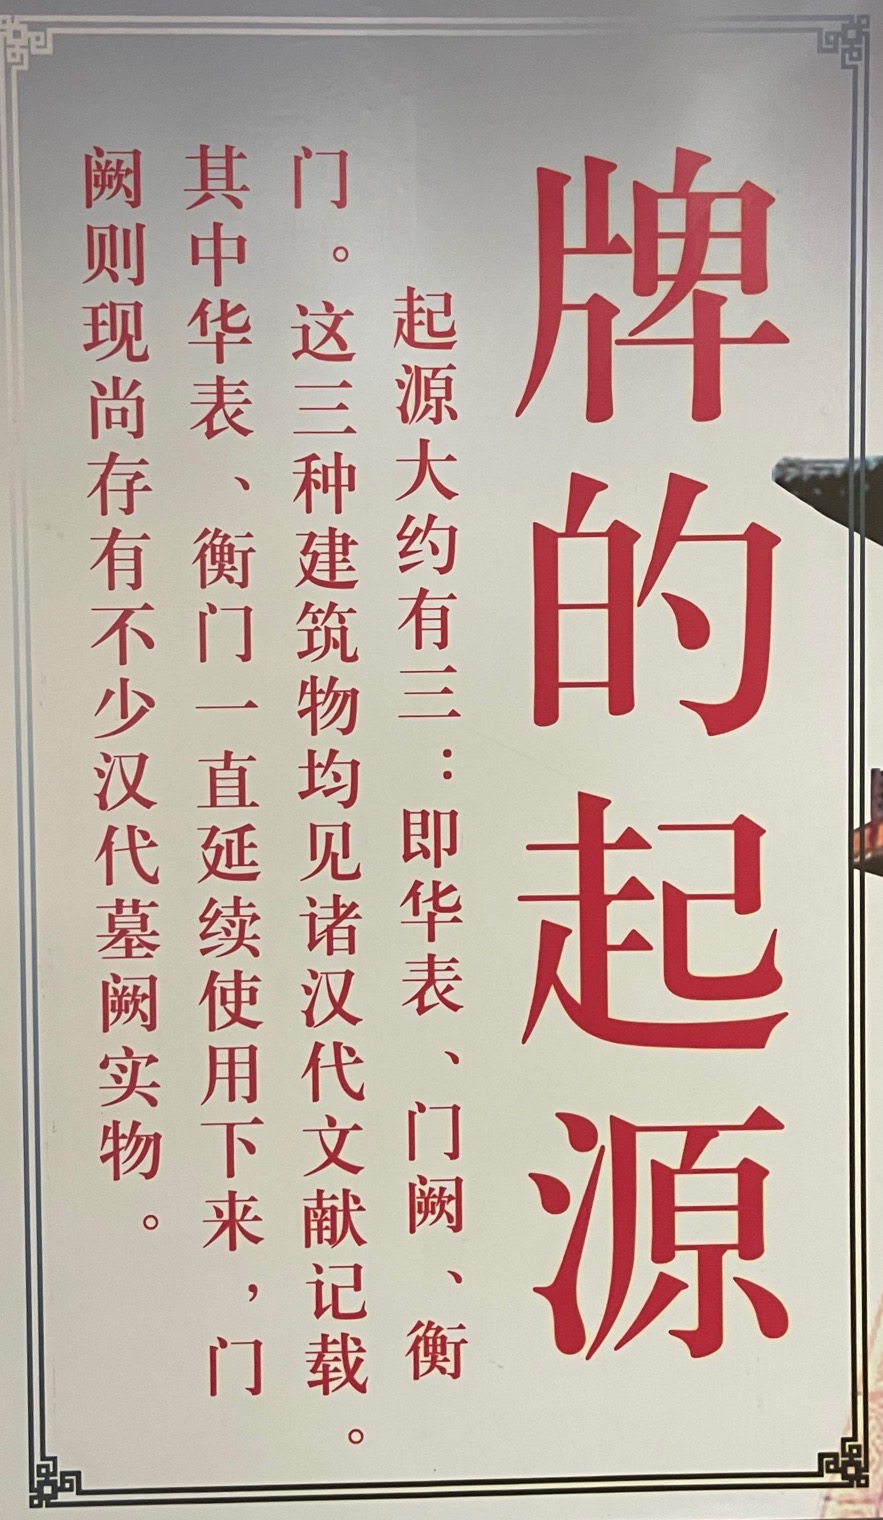 牌的起源
起源大约有三：即华表、门阙、衡
门。这三种建筑物均见诸汉代文献记载。
其中华表、衡门一直延续使用下来，门
阙则现尚存有不少汉代墓阙实物。